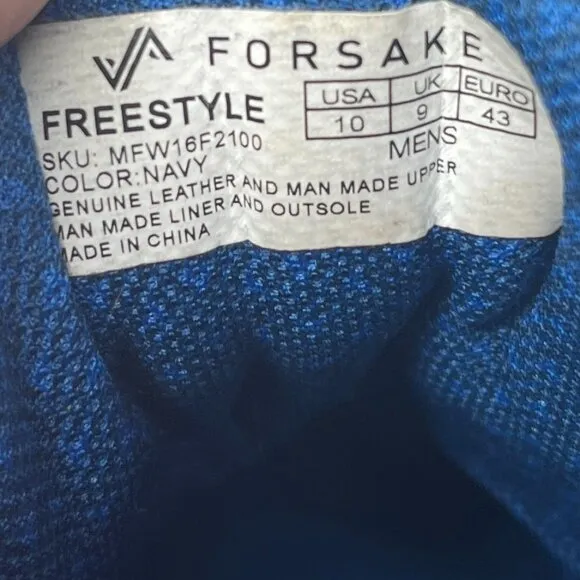 FORSAKE
FREESTYLE
USA UK EURO
10 9 43
SKU: MFW16F2100
MENS
COLOR:NAVY
GENUINE LEATHER AND MAN MADE UPPER
MAN MADE LINER AND OUTSOLE
MADE IN CHINA